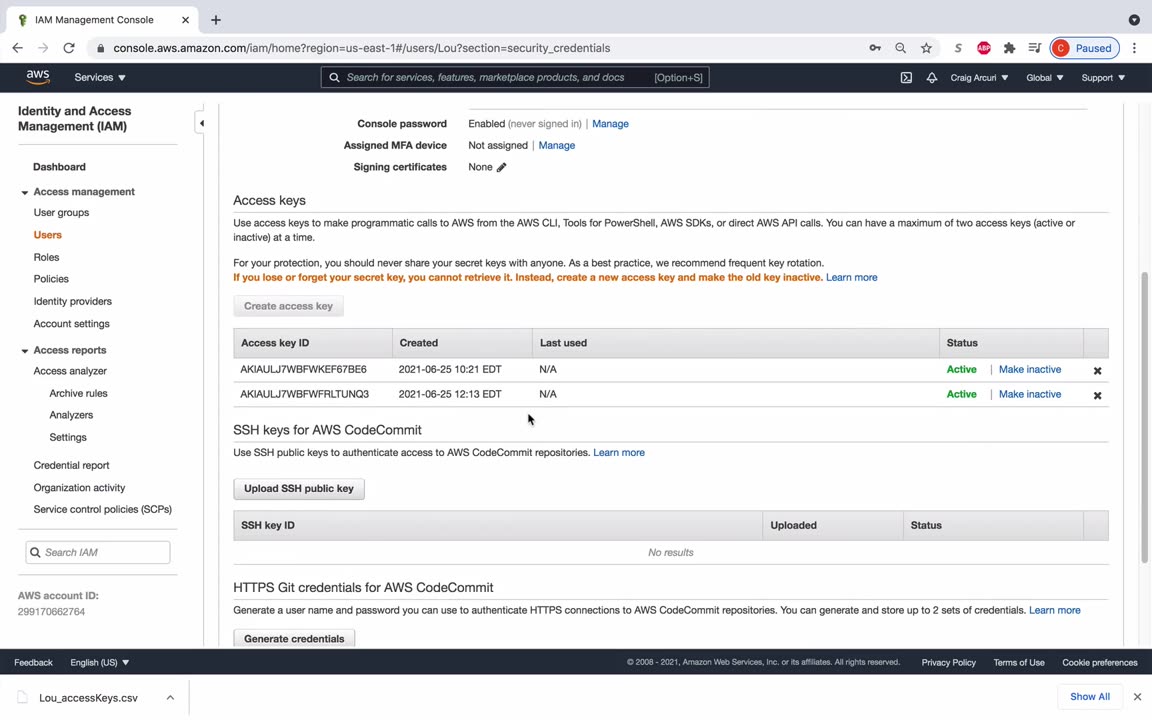 IAM Management Console
console.aws.amazon.com/iam/home?region=us-east-1#/users/Lou?section=security_credentials
S
ABP
C Paused
aws
Services
Search for services, features, marketplace products, and docs [Option+S]
Craig Arcuri
Global
Support
Identity and Access
Management (IAM)
Dashboard
Access management
User groups
Users
Roles
Policies
Identity providers
Account settings
Access reports
Access analyzer
Archive rules
Analyzers
Settings
Credential report
Organization activity
Service control policies (SCPs)
Search IAM
AWS account ID:
299170662764
Console password Enabled (never signed in) | Manage
Assigned MFA device Not assigned | Manage
Signing certificates None
Access keys
Use access keys to make programmatic calls to AWS from the AWS CLI, Tools for PowerShell, AWS SDKs, or direct AWS API calls. You can have a maximum of two access keys (active or
inactive) at a time.
For your protection, you should never share your secret keys with anyone. As a best practice, we recommend frequent key rotation.
If you lose or forget your secret key, you cannot retrieve it. Instead, create a new access key and make the old key inactive. Learn more
Create access key
Access key ID Created Last used Status
AKIAULJ7WBFWKEF67BE6 2021-06-25 10:21 EDT N/A Active | Make inactive
AKIAULJ7WBFWFRLTUNQ3 2021-06-25 12:13 EDT N/A Active | Make inactive
SSH keys for AWS CodeCommit
Use SSH public keys to authenticate access to AWS CodeCommit repositories. Learn more
Upload SSH public key
SSH key ID Uploaded Status
No results
HTTPS Git credentials for AWS CodeCommit
Generate a user name and password you can use to authenticate HTTPS connections to AWS CodeCommit repositories. You can generate and store up to 2 sets of credentials. Learn more
Generate credentials
Feedback
English (US)
© 2008 - 2021, Amazon Web Services, Inc. or its affiliates. All rights reserved.
Privacy Policy
Terms of Use
Cookie preferences
Lou_accessKeys.csv
Show All